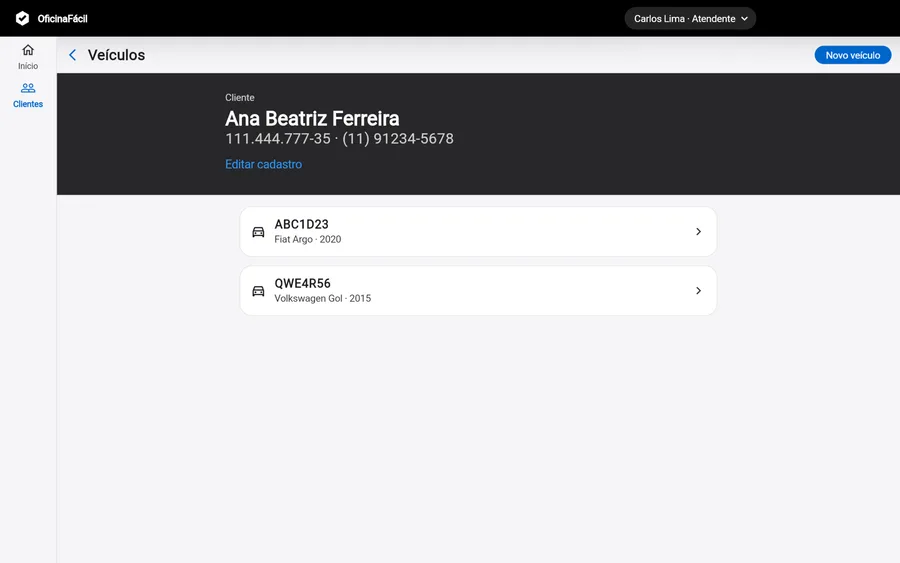 OficinaFácil
Carlos Lima · Atendente
Início
Clientes
Veículos
Novo veículo
Cliente
Ana Beatriz Ferreira
111.444.777-35 · (11) 91234-5678
Editar cadastro
ABC1D23
Fiat Argo · 2020
QWE4R56
Volkswagen Gol · 2015